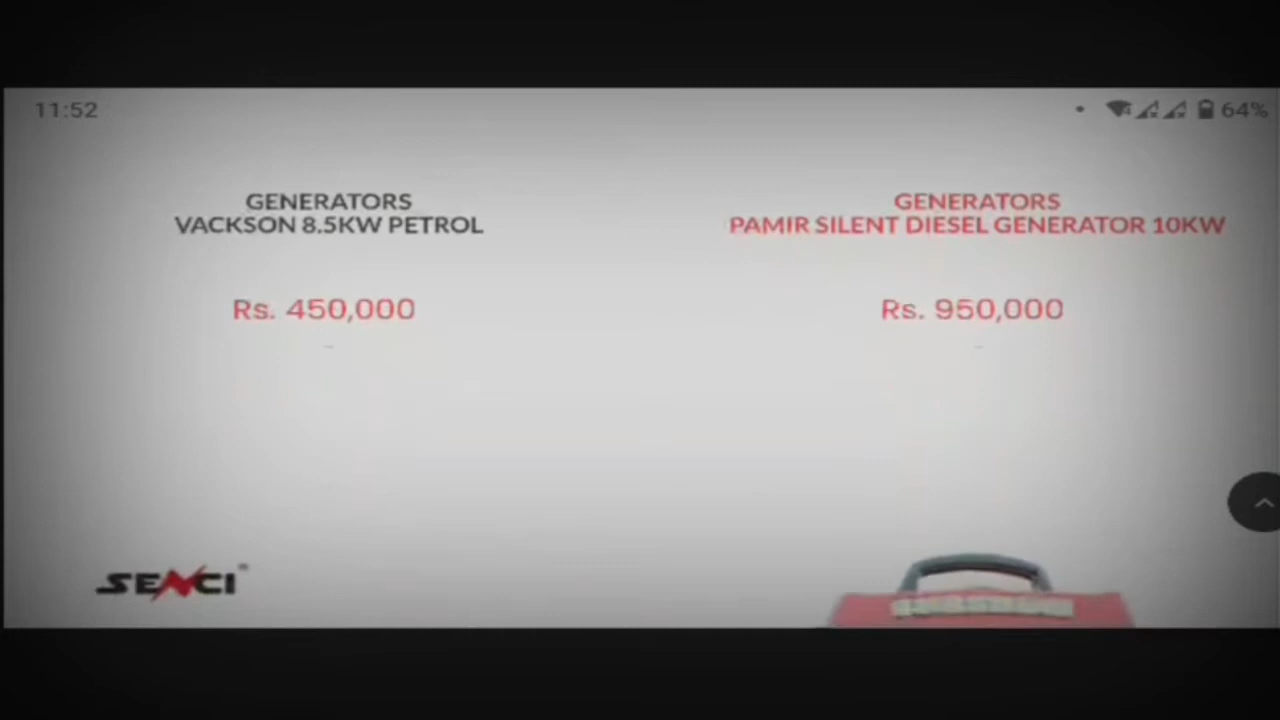 11:52
64%
GENERATORS
VACKSON 8.5KW PETROL
Rs. 450,000
GENERATORS
PAMIR SILENT DIESEL GENERATOR 10KW
Rs. 950,000
SENCI